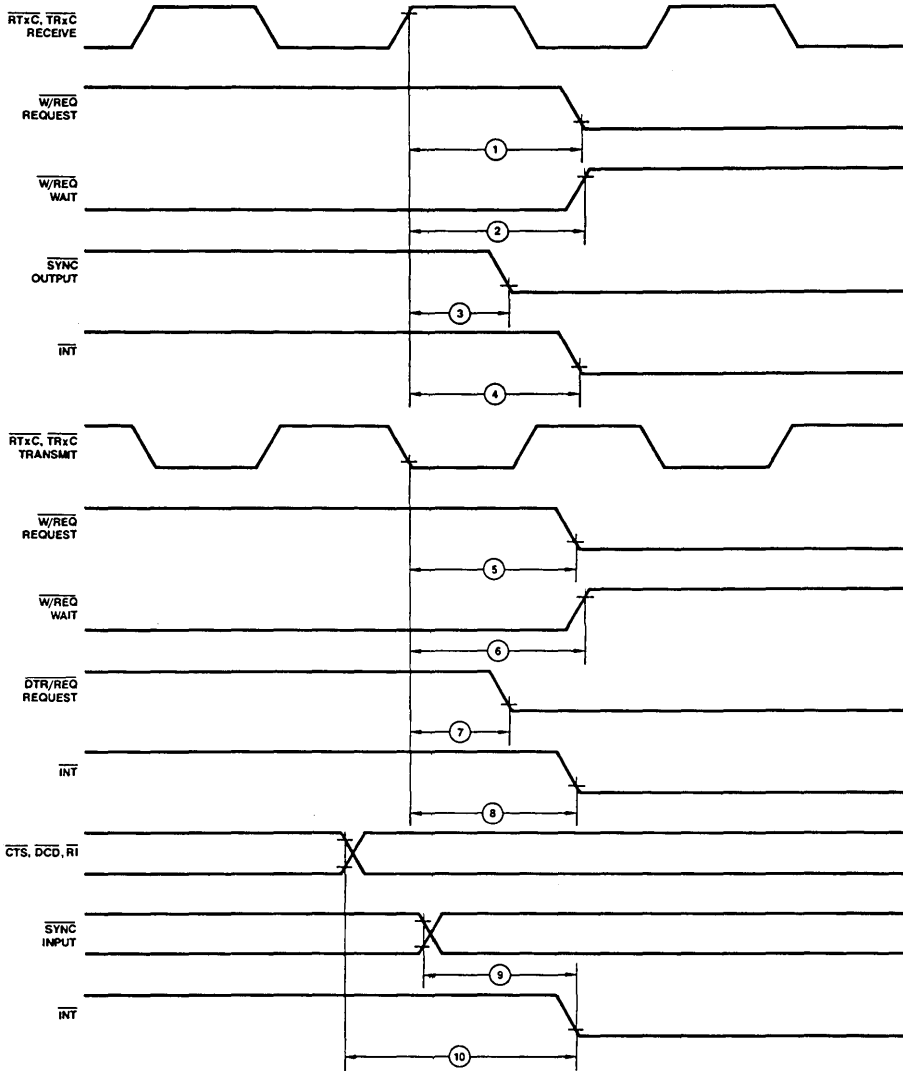 RTxC, TRxC
RECEIVE
W/REQ
REQUEST
1
W/REQ
WAIT
2
SYNC
OUTPUT
3
INT
4
RTxC, TRxC
TRANSMIT
W/REQ
REQUEST
5
W/REQ
WAIT
6
DTR/REQ
REQUEST
7
INT
8
CTS, DCD, RI
SYNC
INPUT
9
INT
10